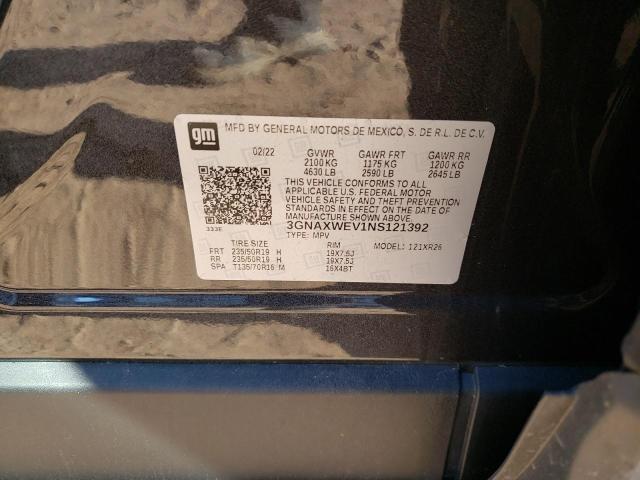 gm
MFD BY GENERAL MOTORS DE MEXICO, S. DE R.L. DE C.V.
02/22 GVWR GAWR FRT GAWR RR
2100 KG 1175 KG 1200 KG
4630 LB 2590 LB 2645 LB
THIS VEHICLE CONFORMS TO ALL
APPLICABLE U.S. FEDERAL MOTOR
VEHICLE SAFETY AND THEFT
PREVENTION STANDARDS IN
EFFECT ON THE DATE OF
MANUFACTURE SHOWN ABOVE.
333E 3GNAXWEV1NS121392
TYPE: MPV
TIRE SIZE RIM MODEL: 121XR26
FRT 235/50R19 H 19X7.5J
RR 235/50R19 H 19X7.5J
SPA T135/70R16 M 16X4BT